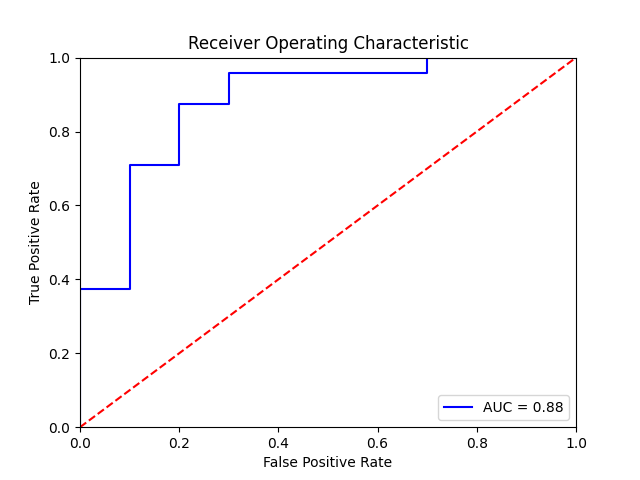 Receiver Operating Characteristic
1.0
0.8
0.6
0.4
0.2
0.0
True Positive Rate
AUC = 0.88
0.0 0.2 0.4 0.6 0.8 1.0
False Positive Rate